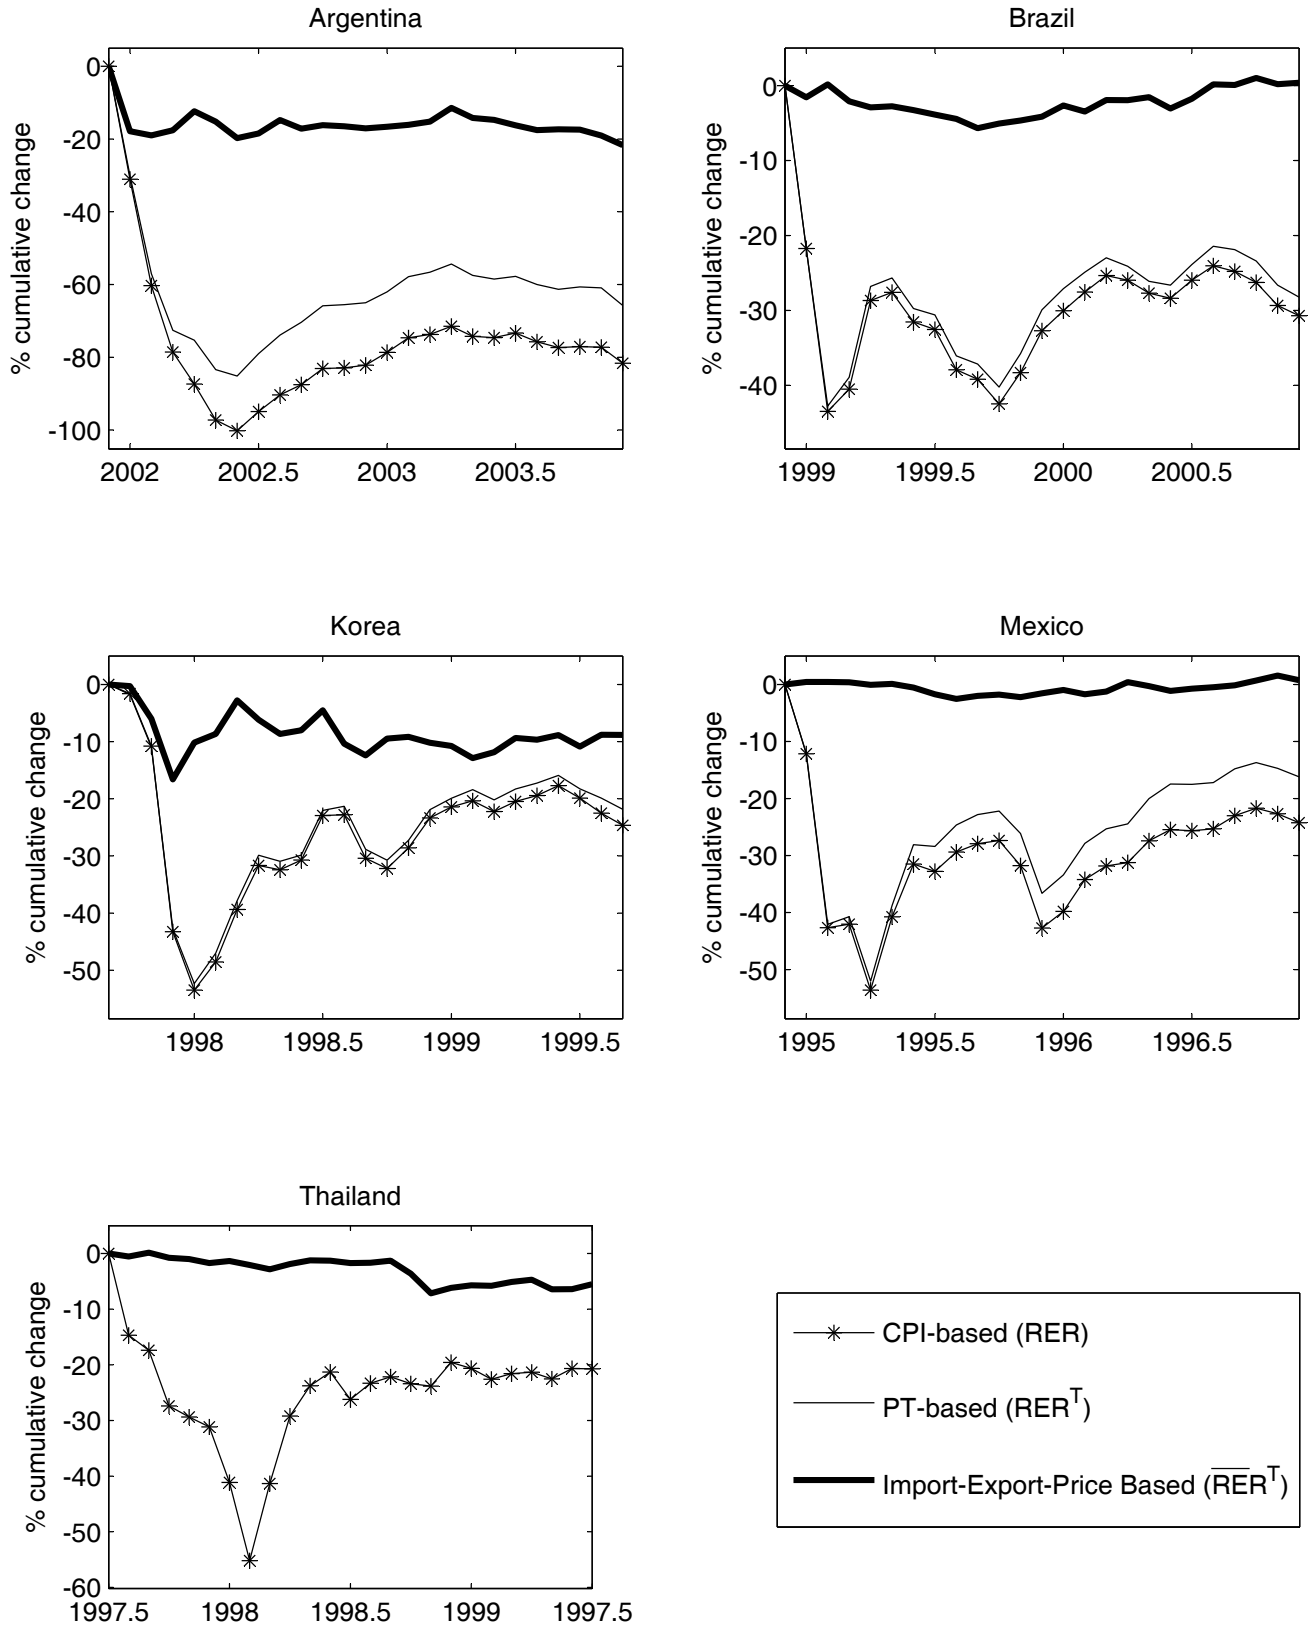 Argentina
% cumulative change
0
-20
-40
-60
-80
-100
2002 2002.5 2003 2003.5
Brazil
% cumulative change
0
-10
-20
-30
-40
1999 1999.5 2000 2000.5
Korea
% cumulative change
0
-10
-20
-30
-40
-50
1998 1998.5 1999 1999.5
Mexico
% cumulative change
0
-10
-20
-30
-40
-50
1995 1995.5 1996 1996.5
Thailand
% cumulative change
0
-10
-20
-30
-40
-50
-60
1997.5 1998 1998.5 1999 1997.5
CPI-based (RER)
PT-based (RER^T)
Import-Export-Price Based (R̅E̅R̅^T)